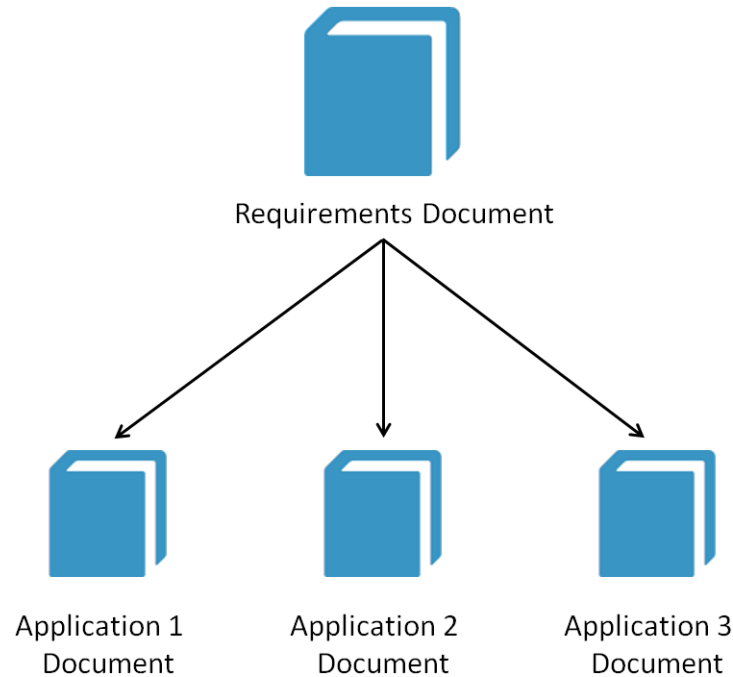 Requirements Document
Application 1
Document
Application 2
Document
Application 3
Document